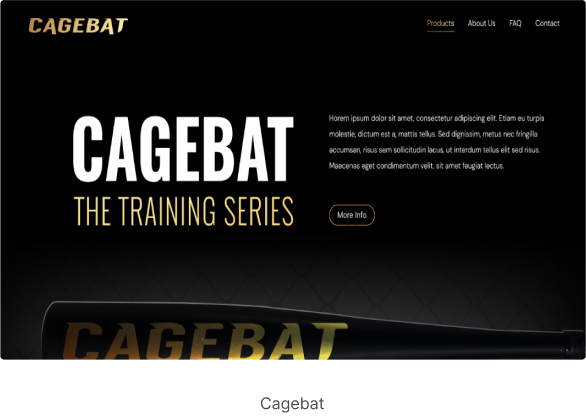 CAGEBAT
Products About Us FAQ Contact
CAGEBAT
THE TRAINING SERIES
Horem ipsum dolor sit amet, consectetur adipiscing elit. Etiam eu turpis
molestie, dictum est a, mattis tellus. Sed dignissim, metus nec fringilla
accumsan, risus sem sollicitudin lacus, ut interdum tellus elit sed risus.
Maecenas eget condimentum velit, sit amet feugiat lectus.
More Info
CAGEBAT
Cagebat